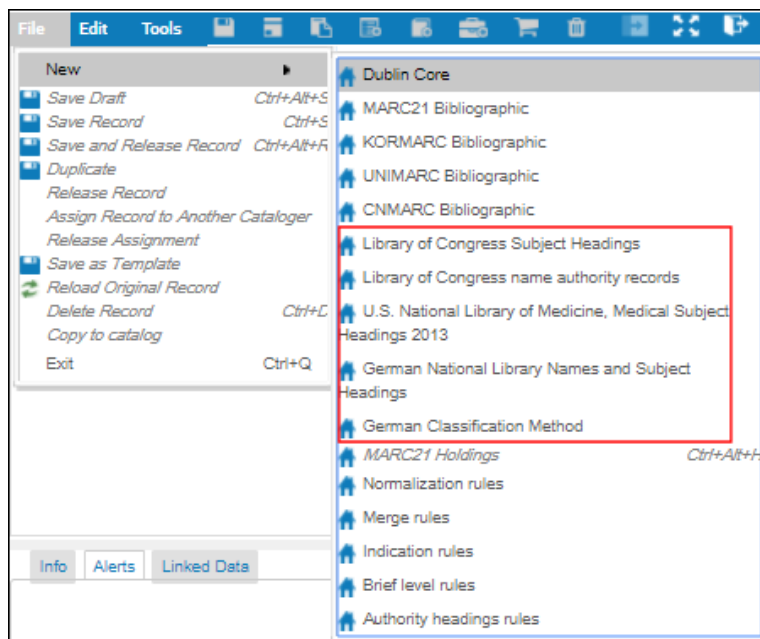 File Edit Tools
New
Save Draft Ctrl+Alt+S
Save Record Ctrl+S
Save and Release Record Ctrl+Alt+R
Duplicate
Release Record
Assign Record to Another Cataloger
Release Assignment
Save as Template
Reload Original Record
Delete Record Ctrl+D
Copy to catalog
Exit Ctrl+Q
Dublin Core
MARC21 Bibliographic
KORMARC Bibliographic
UNIMARC Bibliographic
CNMARC Bibliographic
Library of Congress Subject Headings
Library of Congress name authority records
U.S. National Library of Medicine, Medical Subject
Headings 2013
German National Library Names and Subject
Headings
German Classification Method
MARC21 Holdings Ctrl+Alt+H
Normalization rules
Merge rules
Indication rules
Brief level rules
Authority headings rules
Info Alerts Linked Data